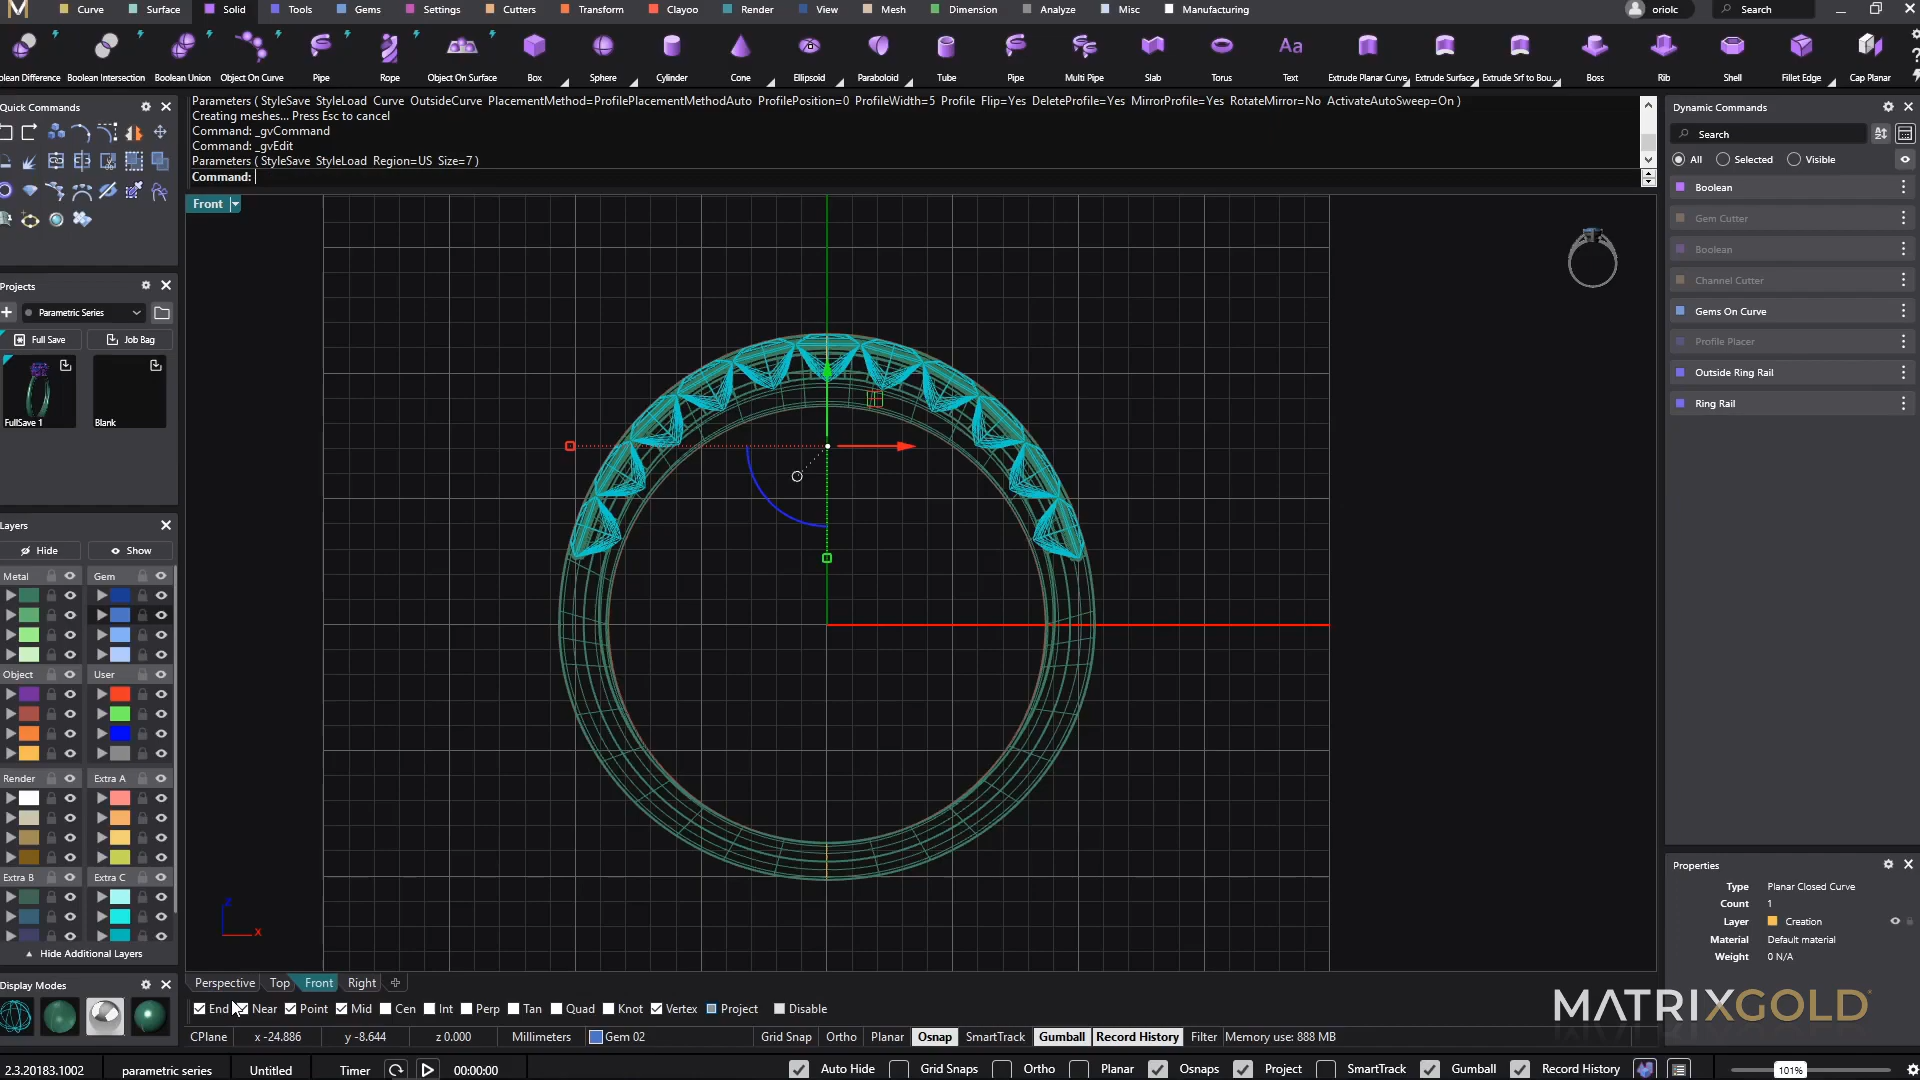 Curve Surface Solid Tools Gems Settings Cutters Transform Clayoo Render View Mesh Dimension Analyze Misc Manufacturing oriolc Search
olean Difference Boolean Intersection Boolean Union Object On Curve Pipe Rope Object On Surface Box Sphere Cylinder Cone Ellipsoid Paraboloid Tube Pipe Multi Pipe Slab Torus Text Extrude Planar Curve Extrude Surface Extrude Srf to Bou... Boss Rib Shell Fillet Edge Cap Planar
Quick Commands
Parameters ( StyleSave StyleLoad Curve OutsideCurve PlacementMethod=ProfilePlacementMethodAuto ProfilePosition=0 ProfileWidth=5 Profile Flip=Yes DeleteProfile=Yes MirrorProfile=Yes RotateMirror=No ActivateAutoSweep=On )
Creating meshes... Press Esc to cancel
Command: _gvCommand
Command: _gvEdit
Parameters ( StyleSave StyleLoad Region=US Size=7 )
Command:
Dynamic Commands
Search
All Selected Visible
Boolean
Gem Cutter
Boolean
Channel Cutter
Gems On Curve
Profile Placer
Outside Ring Rail
Ring Rail
Front
Projects
Parametric Series
Full Save Job Bag
FullSave 1 Blank
Layers
Hide Show
Metal Gem
Object User
Render Extra A
Extra B Extra C
Hide Additional Layers
Display Modes
z
x
Properties
Type Planar Closed Curve
Count 1
Layer Creation
Material Default material
Weight 0 N/A
MATRIXGOLD
Perspective Top Front Right
End Near Point Mid Cen Int Perp Tan Quad Knot Vertex Project Disable
CPlane x -24.886 y -8.644 z 0.000 Millimeters Gem 02 Grid Snap Ortho Planar Osnap SmartTrack Gumball Record History Filter Memory use: 888 MB
2.3.20183.1002 parametric series Untitled Timer 00:00:00 Auto Hide Grid Snaps Ortho Planar Osnaps Project SmartTrack Gumball Record History 101%